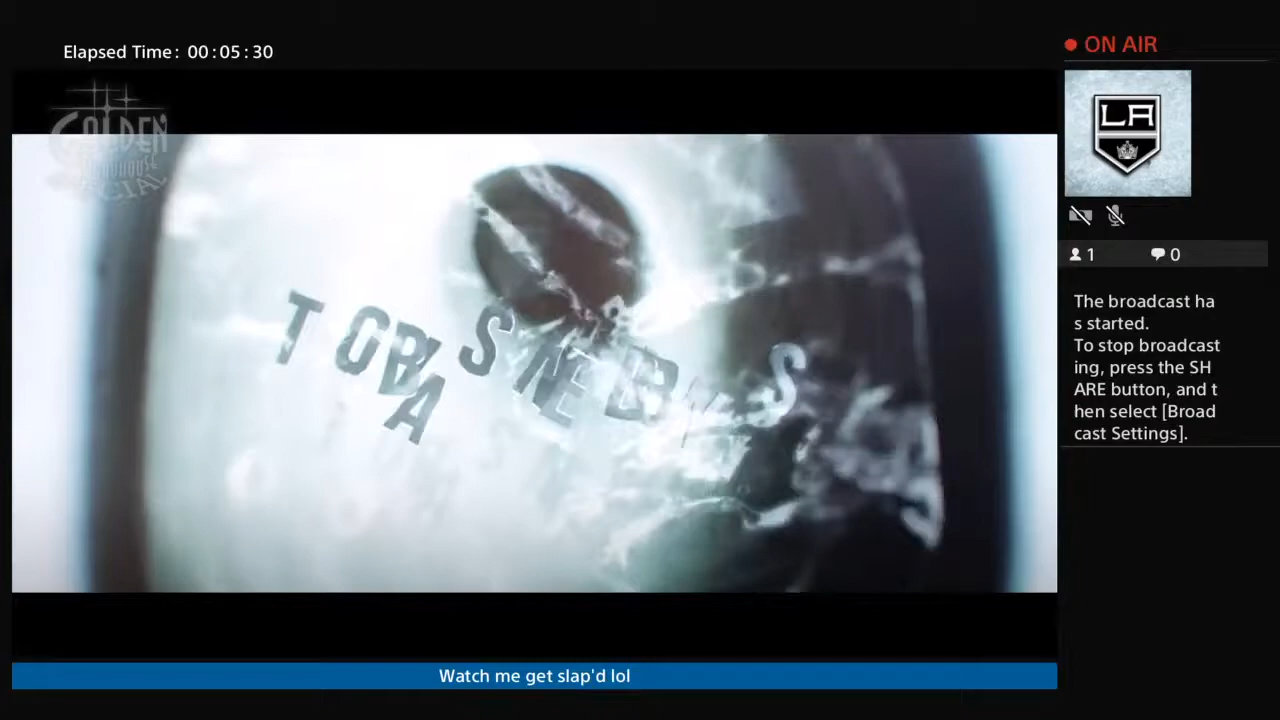 Elapsed Time: 00:05:30
ON AIR
GOLDEN
LA
1 0
The broadcast ha
s started.
To stop broadcast
ing, press the SH
ARE button, and t
hen select [Broad
cast Settings].
Watch me get slap'd lol